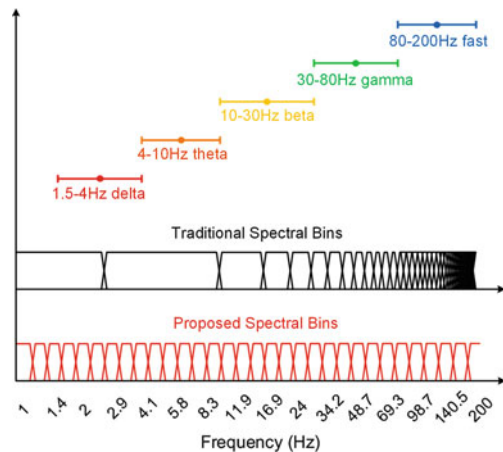 80-200Hz fast
30-80Hz gamma
10-30Hz beta
4-10Hz theta
1.5-4Hz delta
Traditional Spectral Bins
Proposed Spectral Bins
1 1.4 2 2.9 4.1 5.8 8.3 11.9 16.9 24 34.2 48.7 69.3 98.7 140.5 200
Frequency (Hz)